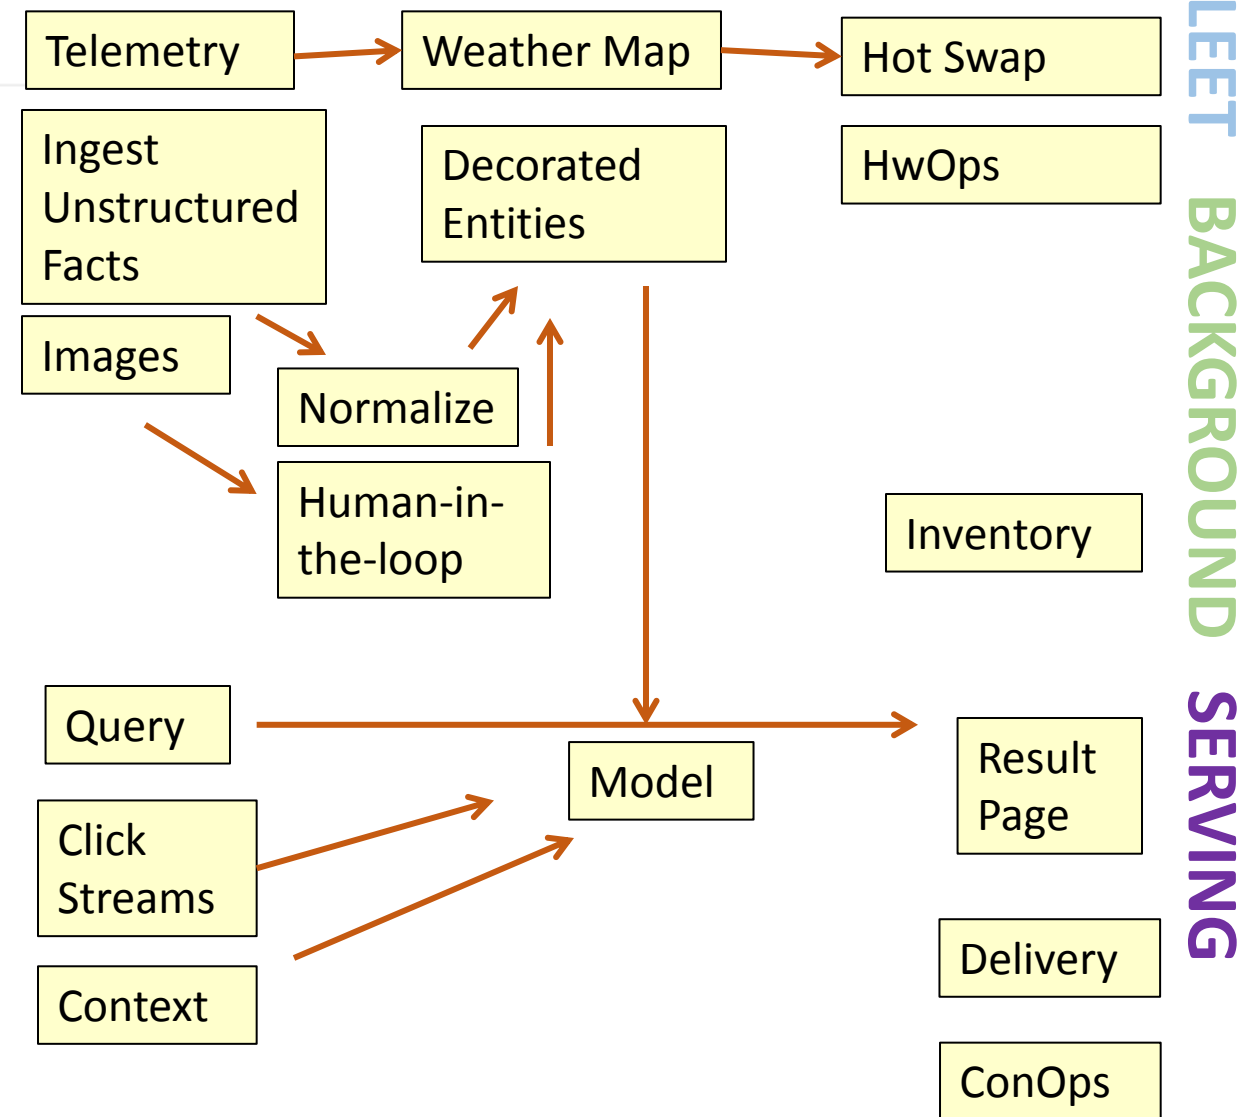 Telemetry
Weather Map
Hot Swap
Ingest
Unstructured
Facts
Decorated
Entities
HwOps
Images
Normalize
Human-in-
the-loop
Inventory
Query
Model
Result
Page
Click
Streams
Context
Delivery
ConOps
LEET
BACKGROUND
SERVING